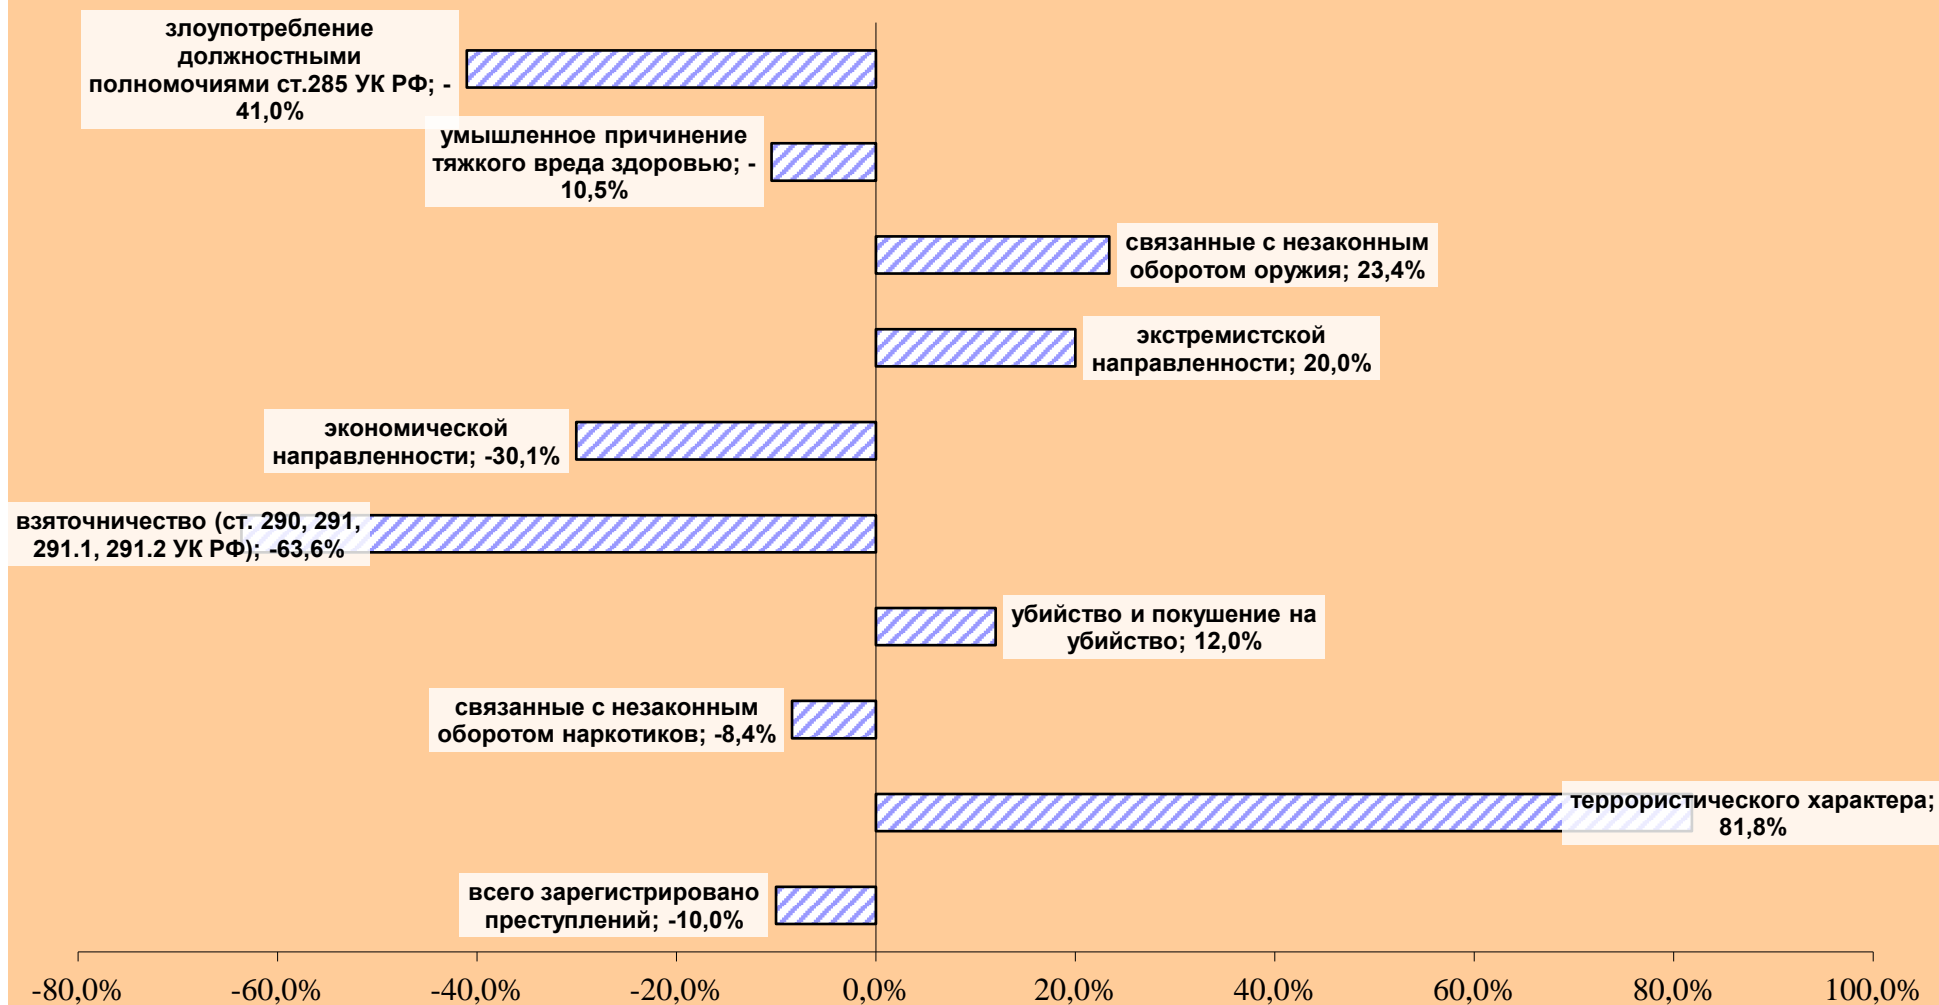 злоупотребление
должностными
полномочиями ст.285 УК РФ; -
41,0%
умышленное причинение
тяжкого вреда здоровью; -
10,5%
связанные с незаконным
оборотом оружия; 23,4%
экстремистской
направленности; 20,0%
экономической
направленности; -30,1%
взяточничество (ст. 290, 291,
291.1, 291.2 УК РФ); -63,6%
убийство и покушение на
убийство; 12,0%
связанные с незаконным
оборотом наркотиков; -8,4%
террористического характера;
81,8%
всего зарегистрировано
преступлений; -10,0%
-80,0% -60,0% -40,0% -20,0% 0,0% 20,0% 40,0% 60,0% 80,0% 100,0%